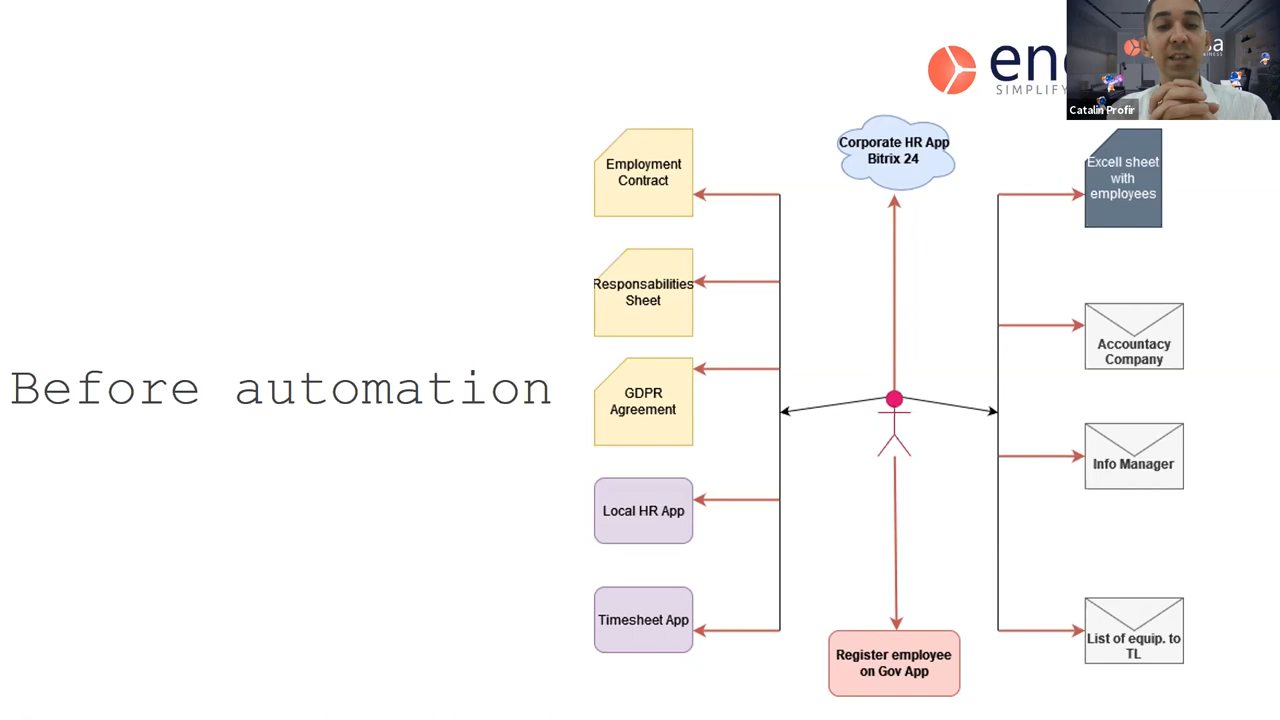 SIMPLIFY
Catalin Profir
Before automation
Employment
Contract
Responsabilities
Sheet
GDPR
Agreement
Local HR App
Timesheet App
Corporate HR App
Bitrix 24
Register employee
on Gov App
Excell sheet
with
employees
Accountacy
Company
Info Manager
List of equip. to
TL